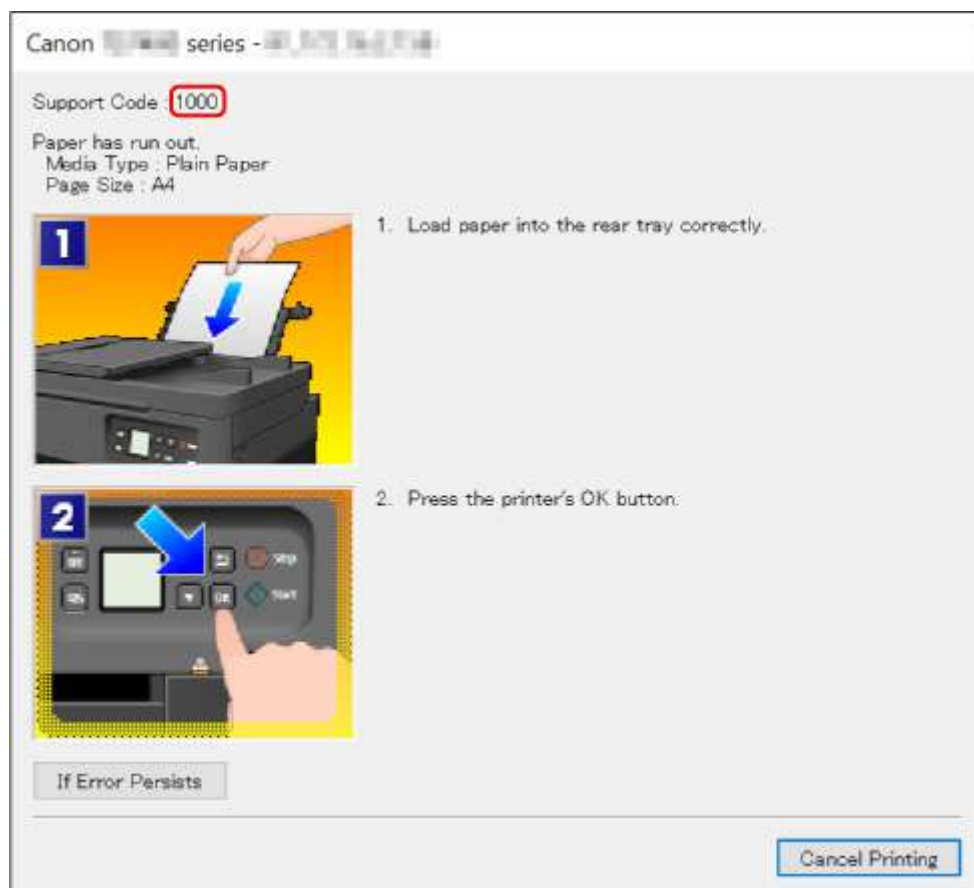 Canon series -
Support Code : 1000
Paper has run out.
Media Type : Plain Paper
Page Size : A4
1
1. Load paper into the rear tray correctly.
2
2. Press the printer's OK button.
Stop
OK
Start
If Error Persists
Cancel Printing